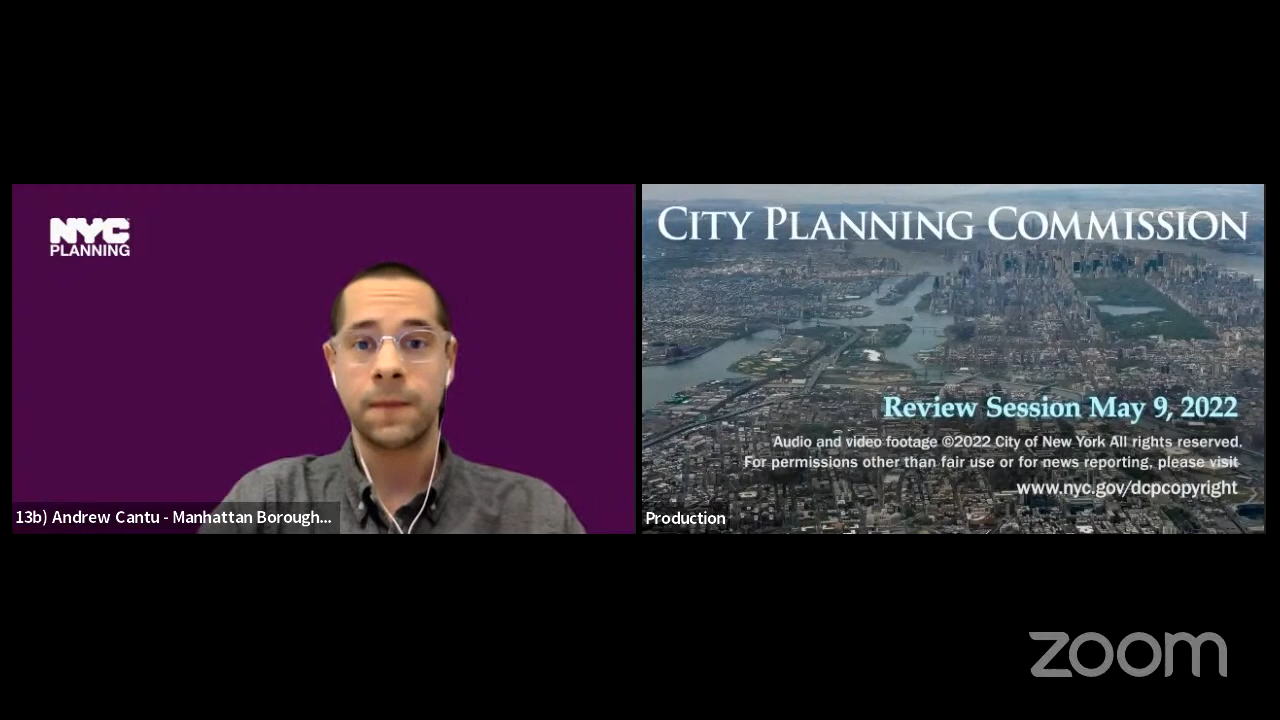 NYC
PLANNING
13b) Andrew Cantu - Manhattan Borough...
CITY PLANNING COMMISSION
Review Session May 9, 2022
Audio and video footage ©2022 City of New York All rights reserved.
For permissions other than fair use or for news reporting, please visit
www.nyc.gov/dcpcopyright
Production
zoom